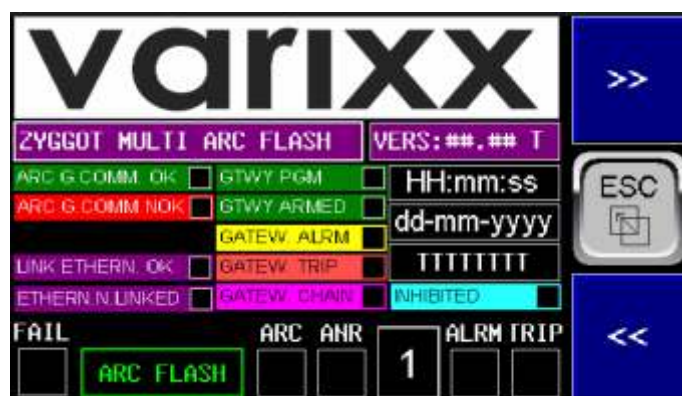 varixx
>>
ZYGGOT MULTI ARC FLASH VERS:##.## T
ARC G.COMM. OK GTWY PGM HH:mm:ss
ESC
ARC G.COMM NOK GTWY ARMED dd-mm-yyyy
GATEW. ALRM
LINK ETHERN. OK GATEW. TRIP TTTTTTTT
ETHERN.N.LINKED GATEW. CHAIN INHIBITED
FAIL ARC ANR ALRM TRIP
<<
ARC FLASH 1